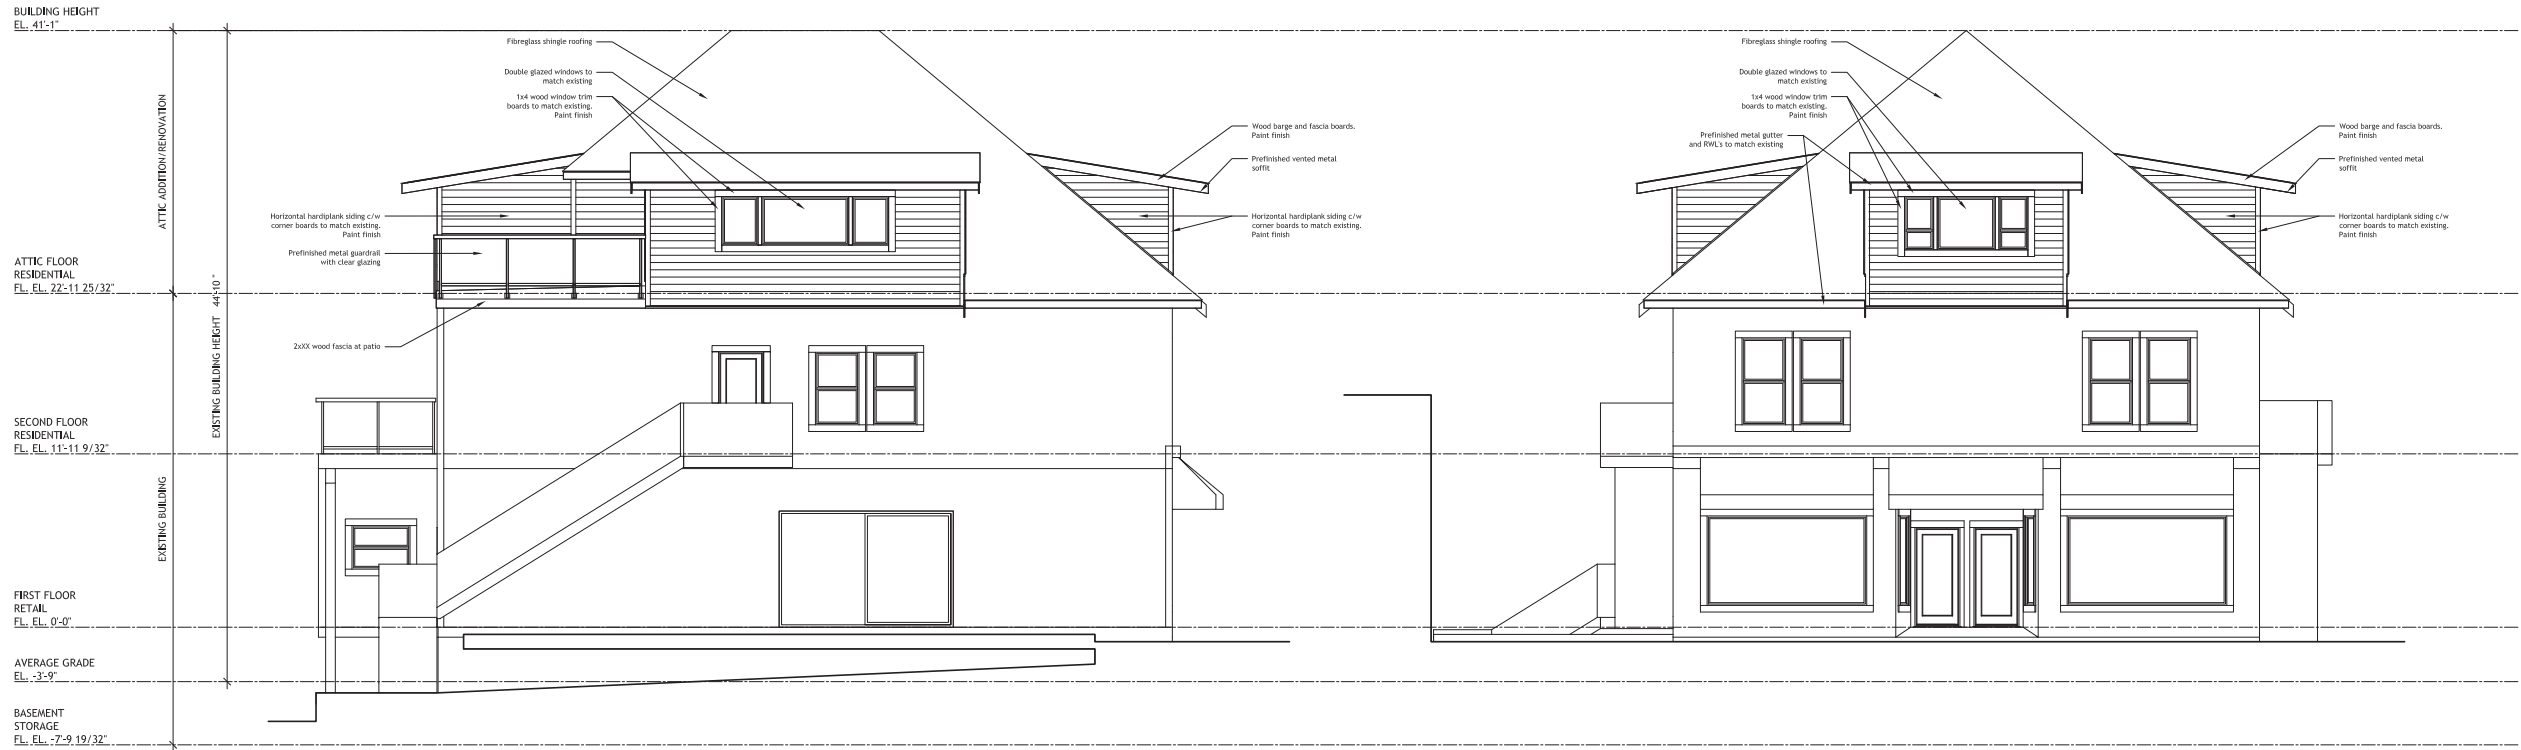 BUILDING HEIGHT
EL. 41'-1"
ATTIC ADDITION/RENOVATION
ATTIC FLOOR
RESIDENTIAL
FL. EL. 22'-11 25/32"
EXISTING BUILDING HEIGHT 44'-10"
SECOND FLOOR
RESIDENTIAL
FL. EL. 11'-11 9/32"
EXISTING BUILDING
FIRST FLOOR
RETAIL
FL. EL. 0'-0"
AVERAGE GRADE
EL. -3'-9"
BASEMENT
STORAGE
FL. EL. -7'-9 19/32"
Fibreglass shingle roofing
Double glazed windows to
match existing
1x4 wood window trim
boards to match existing.
Paint finish
Horizontal hardiplank siding c/w
corner boards to match existing.
Paint finish
Prefinished metal guardrail
with clear glazing
2xXX wood fascia at patio
Wood barge and fascia boards.
Paint finish
Prefinished vented metal
soffit
Horizontal hardiplank siding c/w
corner boards to match existing.
Paint finish
Fibreglass shingle roofing
Double glazed windows to
match existing
1x4 wood window trim
boards to match existing.
Paint finish
Prefinished metal gutter
and RWL's to match existing
Wood barge and fascia boards.
Paint finish
Prefinished vented metal
soffit
Horizontal hardiplank siding c/w
corner boards to match existing.
Paint finish